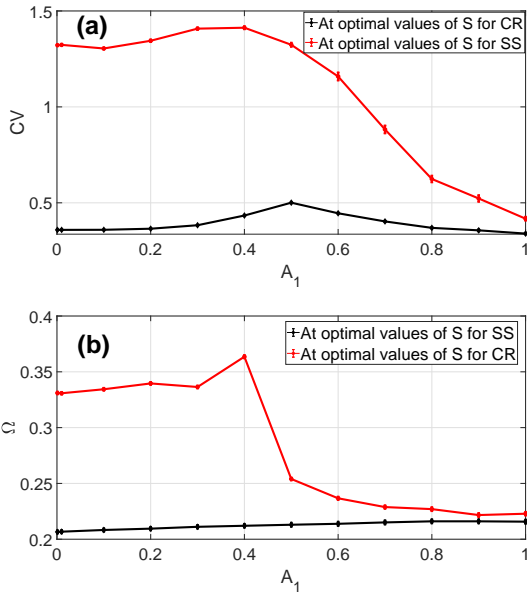 (a)
At optimal values of S for CR
At optimal values of S for SS
1.5
1
0.5
CV
0
0.2
0.4
0.6
0.8
1
A1
(b)
At optimal values of S for SS
At optimal values of S for CR
0.4
0.35
0.3
0.25
0.2
Ω
0
0.2
0.4
0.6
0.8
1
A1